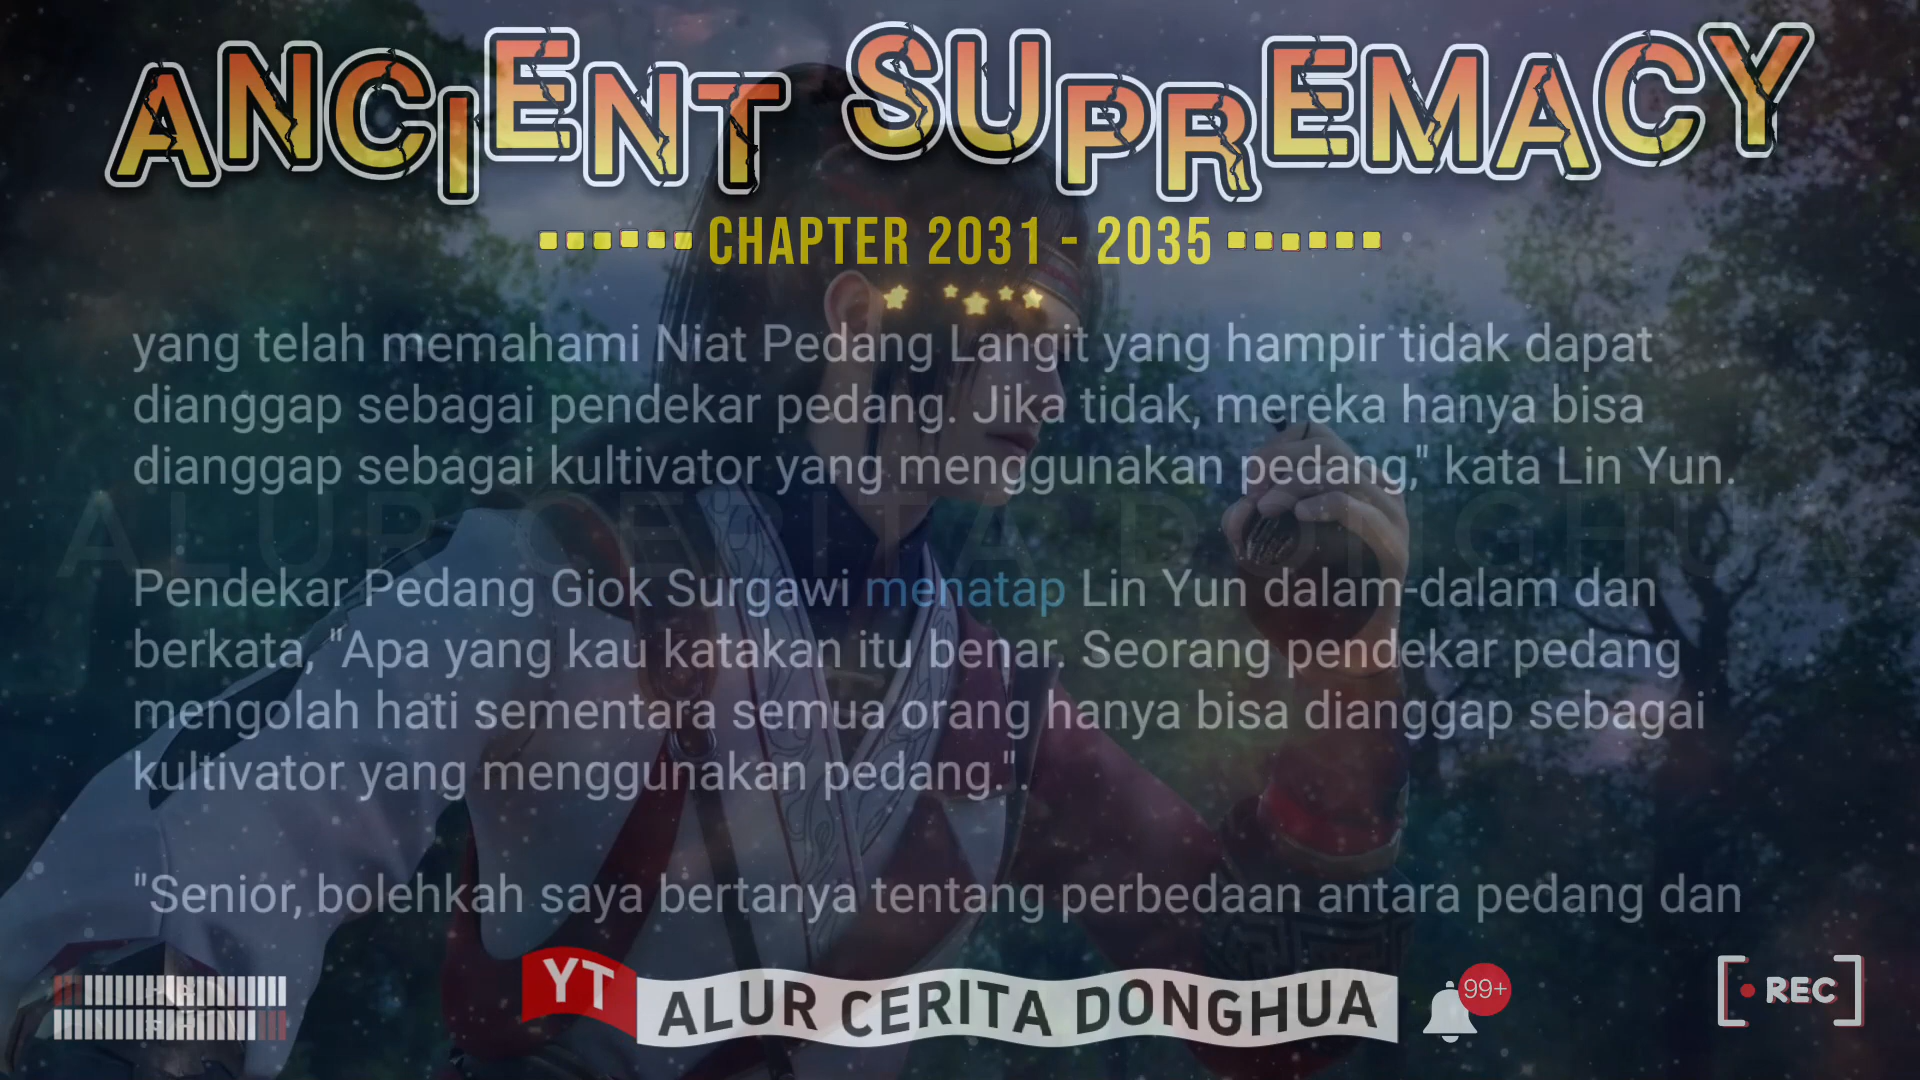 ANCIENT SUPREMACY
CHAPTER 2031 - 2035
yang telah memahami Niat Pedang Langit yang hampir tidak dapat
dianggap sebagai pendekar pedang. Jika tidak, mereka hanya bisa
dianggap sebagai kultivator yang menggunakan pedang," kata Lin Yun.
ALUR CERITA DONGHUA
Pendekar Pedang Giok Surgawi menatap Lin Yun dalam-dalam dan
berkata, "Apa yang kau katakan itu benar. Seorang pendekar pedang
mengolah hati sementara semua orang hanya bisa dianggap sebagai
kultivator yang menggunakan pedang." .
"Senior, bolehkah saya bertanya tentang perbedaan antara pedang dan
YT ALUR CERITA DONGHUA
99+
REC